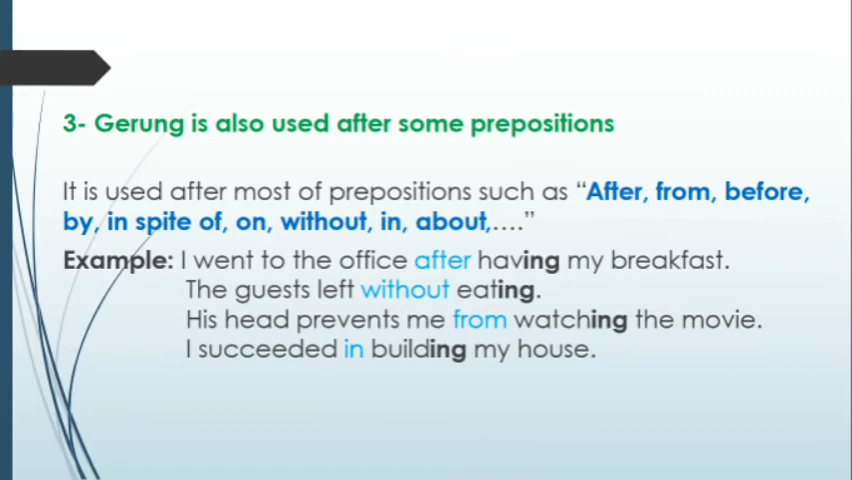 3- Gerung is also used after some prepositions
It is used after most of prepositions such as “After, from, before,
by, in spite of, on, without, in, about,….”
Example: I went to the office after having my breakfast.
The guests left without eating.
His head prevents me from watching the movie.
I succeeded in building my house.